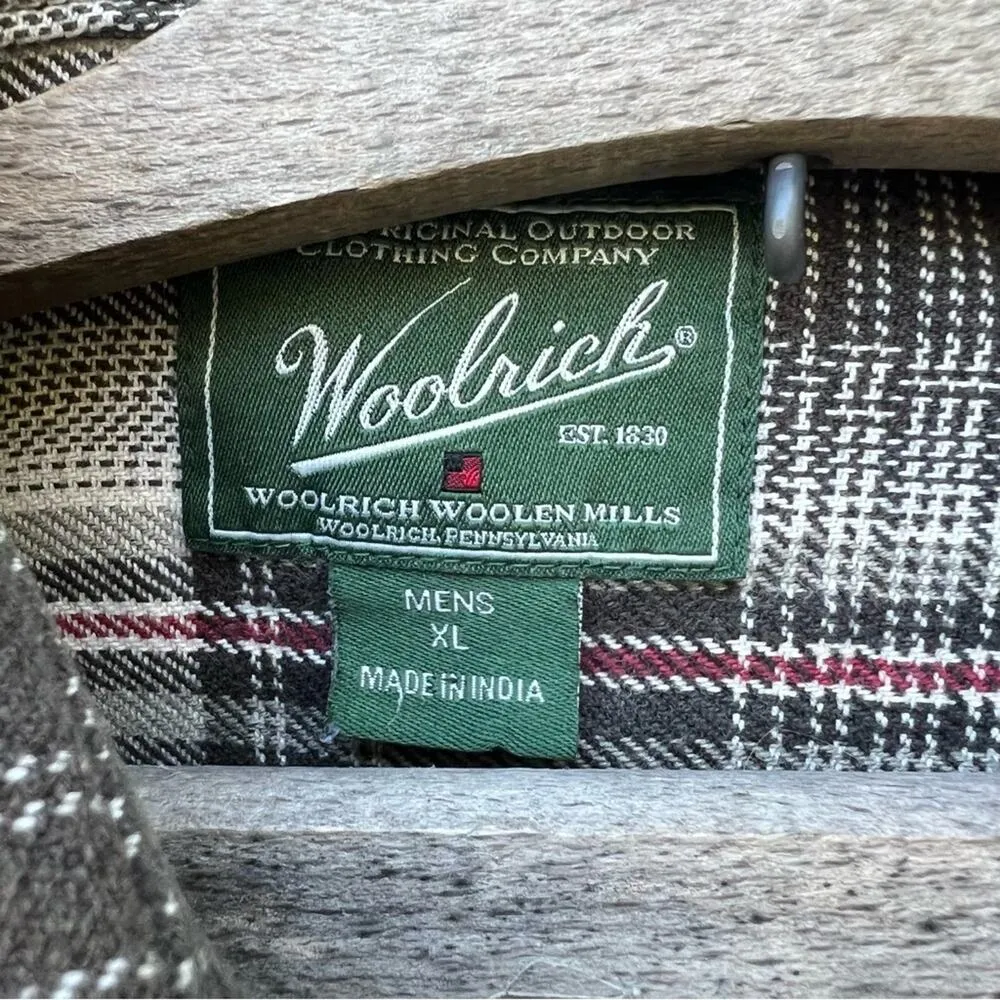 ORIGINAL OUTDOOR
CLOTHING COMPANY
Woolrich®
EST. 1830
WOOLRICH WOOLEN MILLS
WOOLRICH, PENNSYLVANIA
MENS
XL
MADE IN INDIA